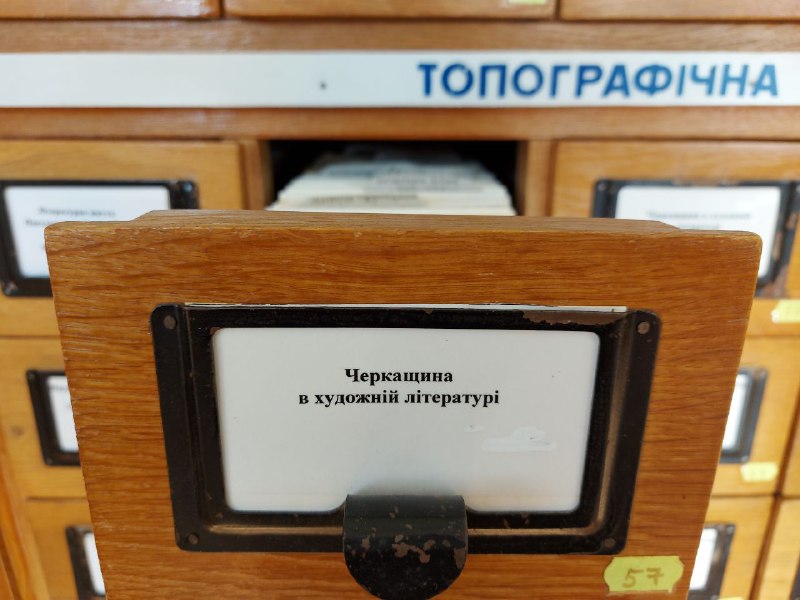 ТОПОГРАФІЧНА
Черкащина
в художній літературі
57